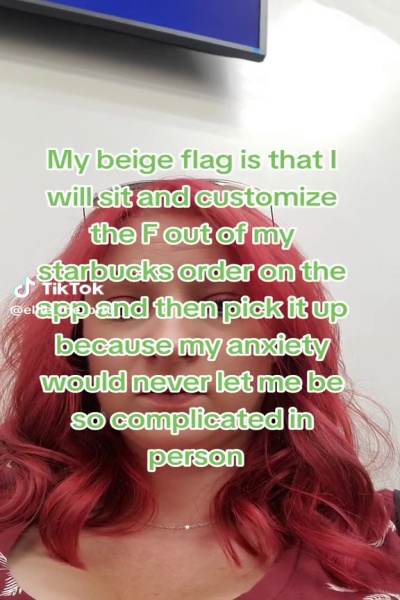 My beige flag is that I
will sit and customize
the F out of my
starbucks order on the
TikTok
app and then pick it up
because my anxiety
would never let me be
so complicated in
person